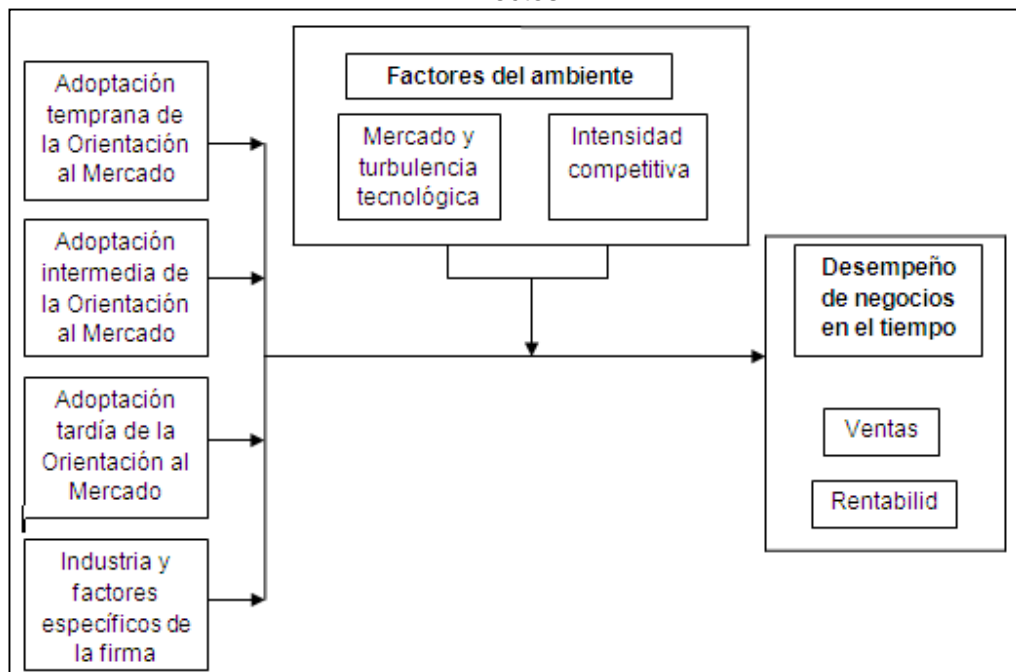 Adoptación
temprana de
la Orientación
al Mercado
Adoptación
intermedia de
la Orientación
al Mercado
Adoptación
tardía de la
Orientación al
Mercado
Industria y
factores
específicos de
la firma
Factores del ambiente
Mercado y
turbulencia
tecnológica
Intensidad
competitiva
Desempeño
de negocios
en el tiempo
Ventas
Rentabilid